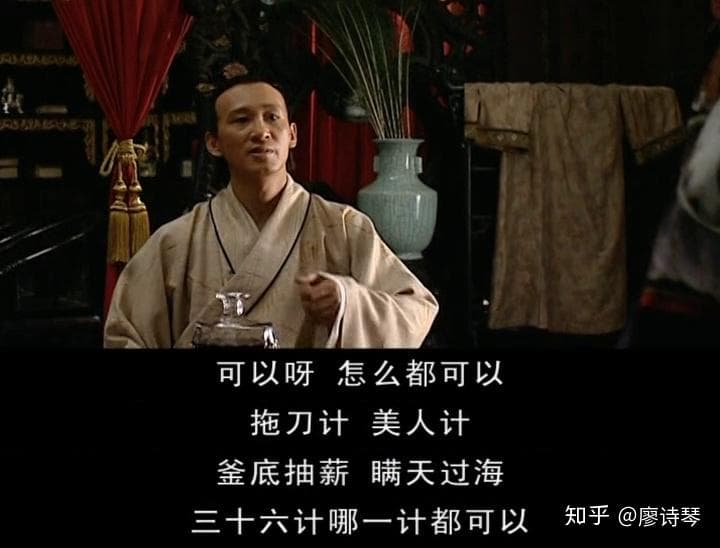 可以呀 怎么都可以
拖刀计 美人计
釜底抽薪 瞒天过海
三十六计哪一计都可以
知乎 @廖诗琴